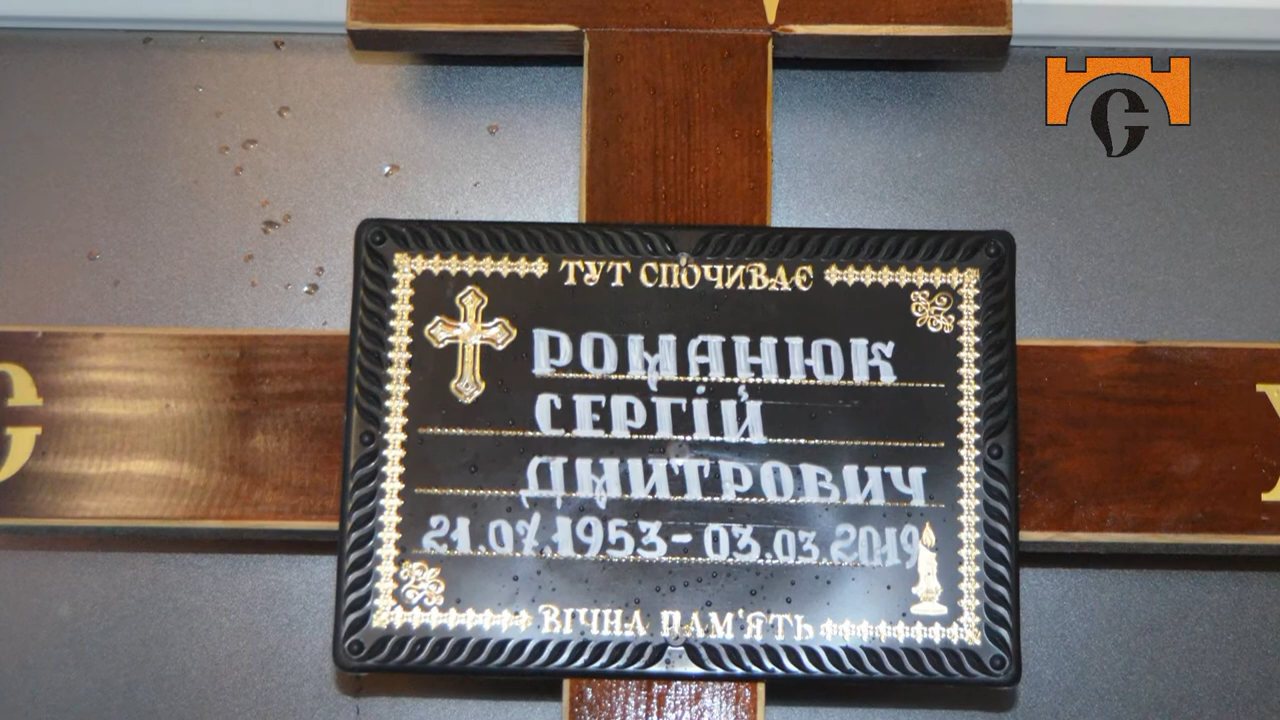 ТУТ СПОЧИВАЄ
РОМАНЮК
СЕРГІЙ
ДМИТРОВИЧ
21.07.1953-03.03.2019
ВІЧНА ПАМ'ЯТЬ